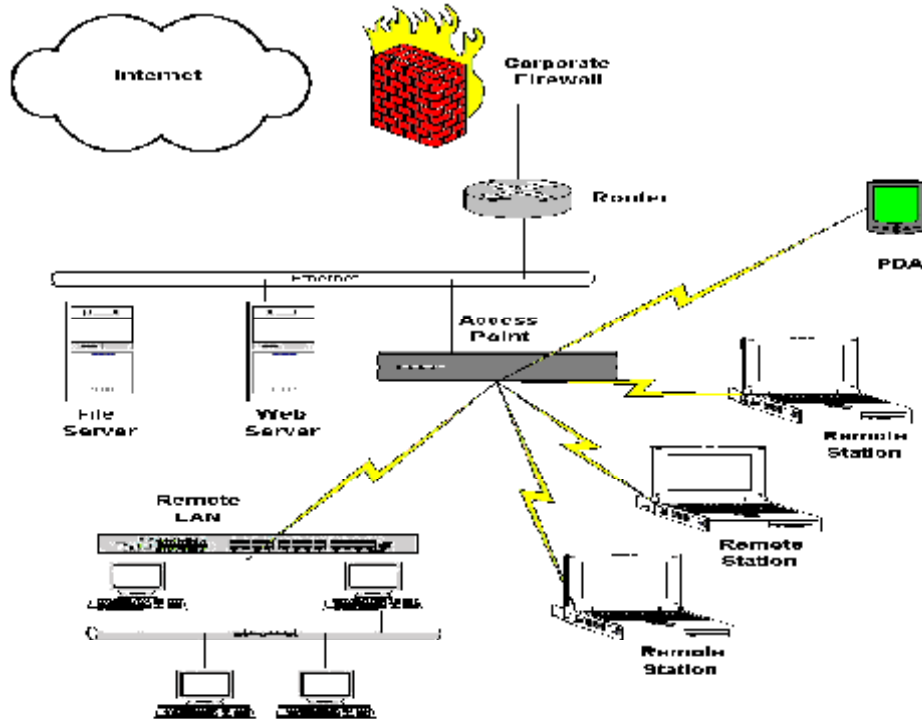 Internet
Corporate
Firewall
Router
PDA
Ethernet
Access
Point
File
Server
Web
Server
Remote
Station
Remote
LAN
Remote
Station
Remote
Station
Ethernet